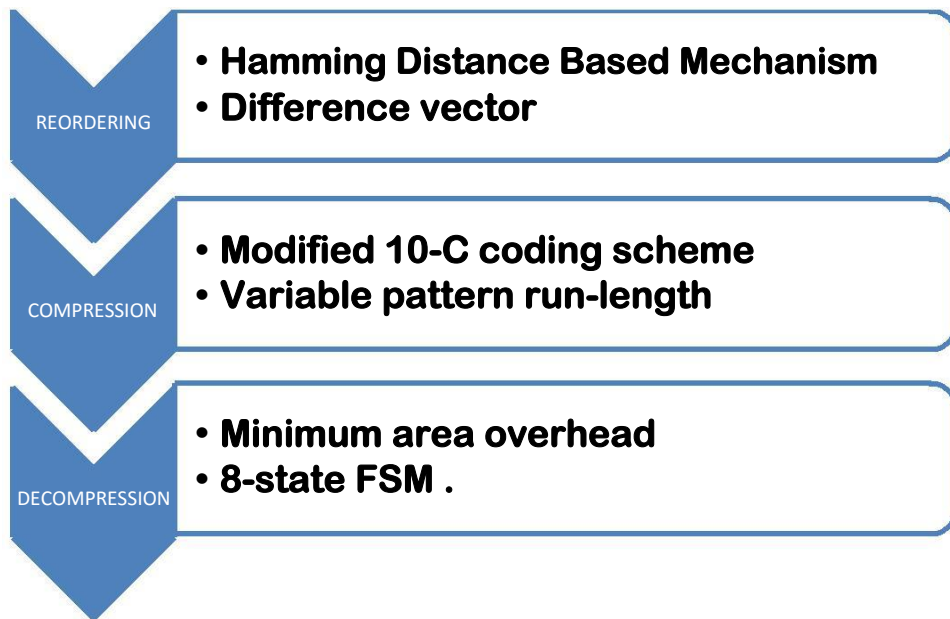 REORDERING
• Hamming Distance Based Mechanism
• Difference vector
COMPRESSION
• Modified 10-C coding scheme
• Variable pattern run-length
DECOMPRESSION
• Minimum area overhead
• 8-state FSM .